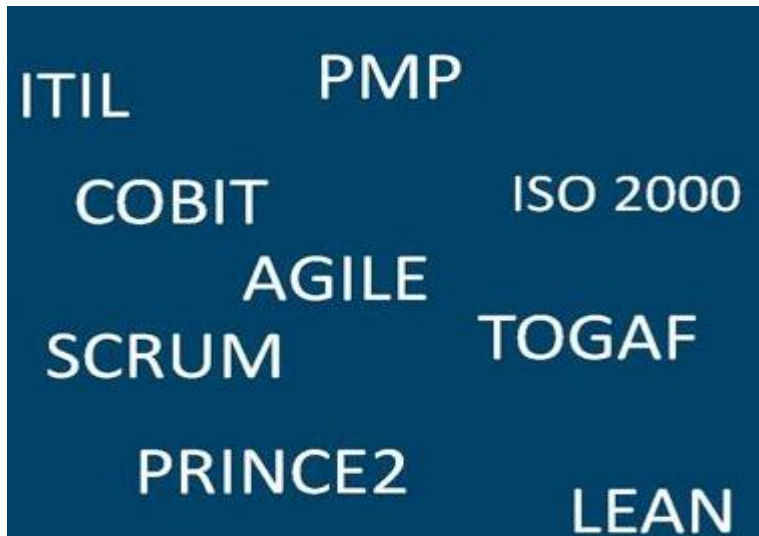 ITIL
PMP
COBIT
ISO 2000
AGILE
SCRUM
TOGAF
PRINCE2
LEAN